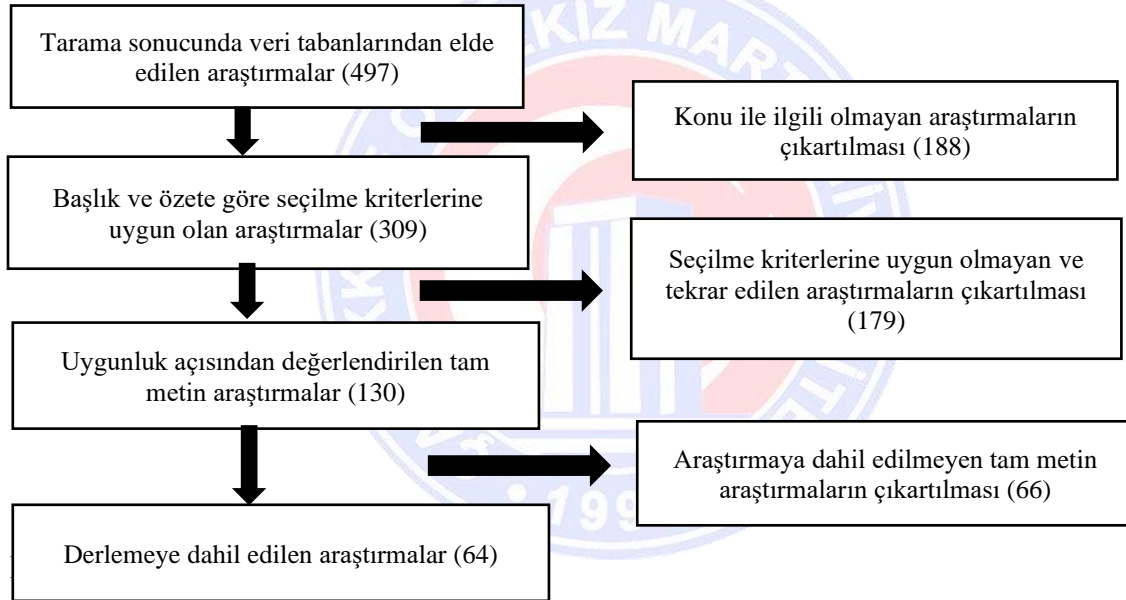 Tarama sonucunda veri tabanlarından elde
edilen araştırmalar (497)
Konu ile ilgili olmayan araştırmaların
çıkartılması (188)
Başlık ve özete göre seçilme kriterlerine
uygun olan araştırmalar (309)
Seçilme kriterlerine uygun olmayan ve
tekrar edilen araştırmaların çıkartılması
(179)
Uygunluk açısından değerlendirilen tam
metin araştırmalar (130)
Araştırmaya dahil edilmeyen tam metin
araştırmaların çıkartılması (66)
Derlemeye dahil edilen araştırmalar (64)